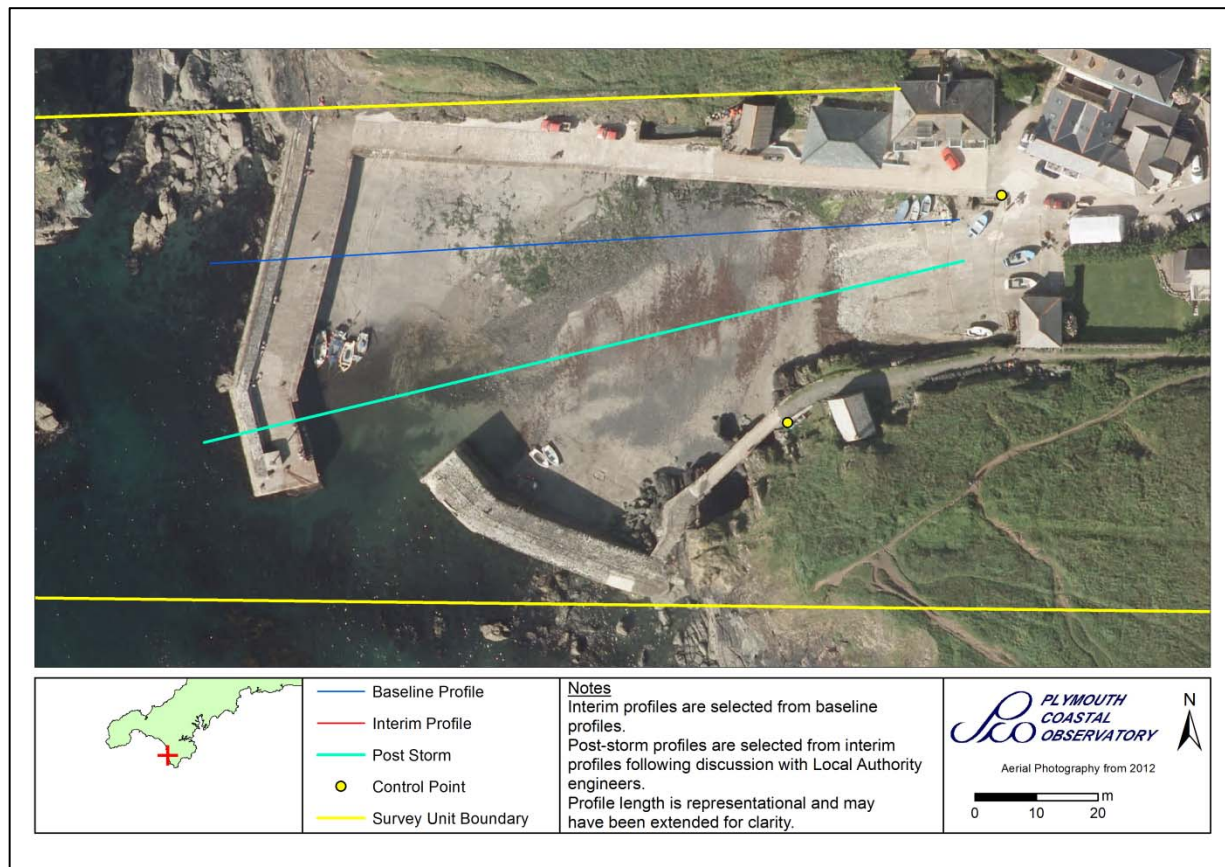 Baseline Profile
Interim Profile
Post Storm
Control Point
Survey Unit Boundary
Notes
Interim profiles are selected from baseline
profiles.
Post-storm profiles are selected from interim
profiles following discussion with Local Authority
engineers.
Profile length is representational and may
have been extended for clarity.
PLYMOUTH
COASTAL
OBSERVATORY
N
Aerial Photography from 2012
m
0 10 20